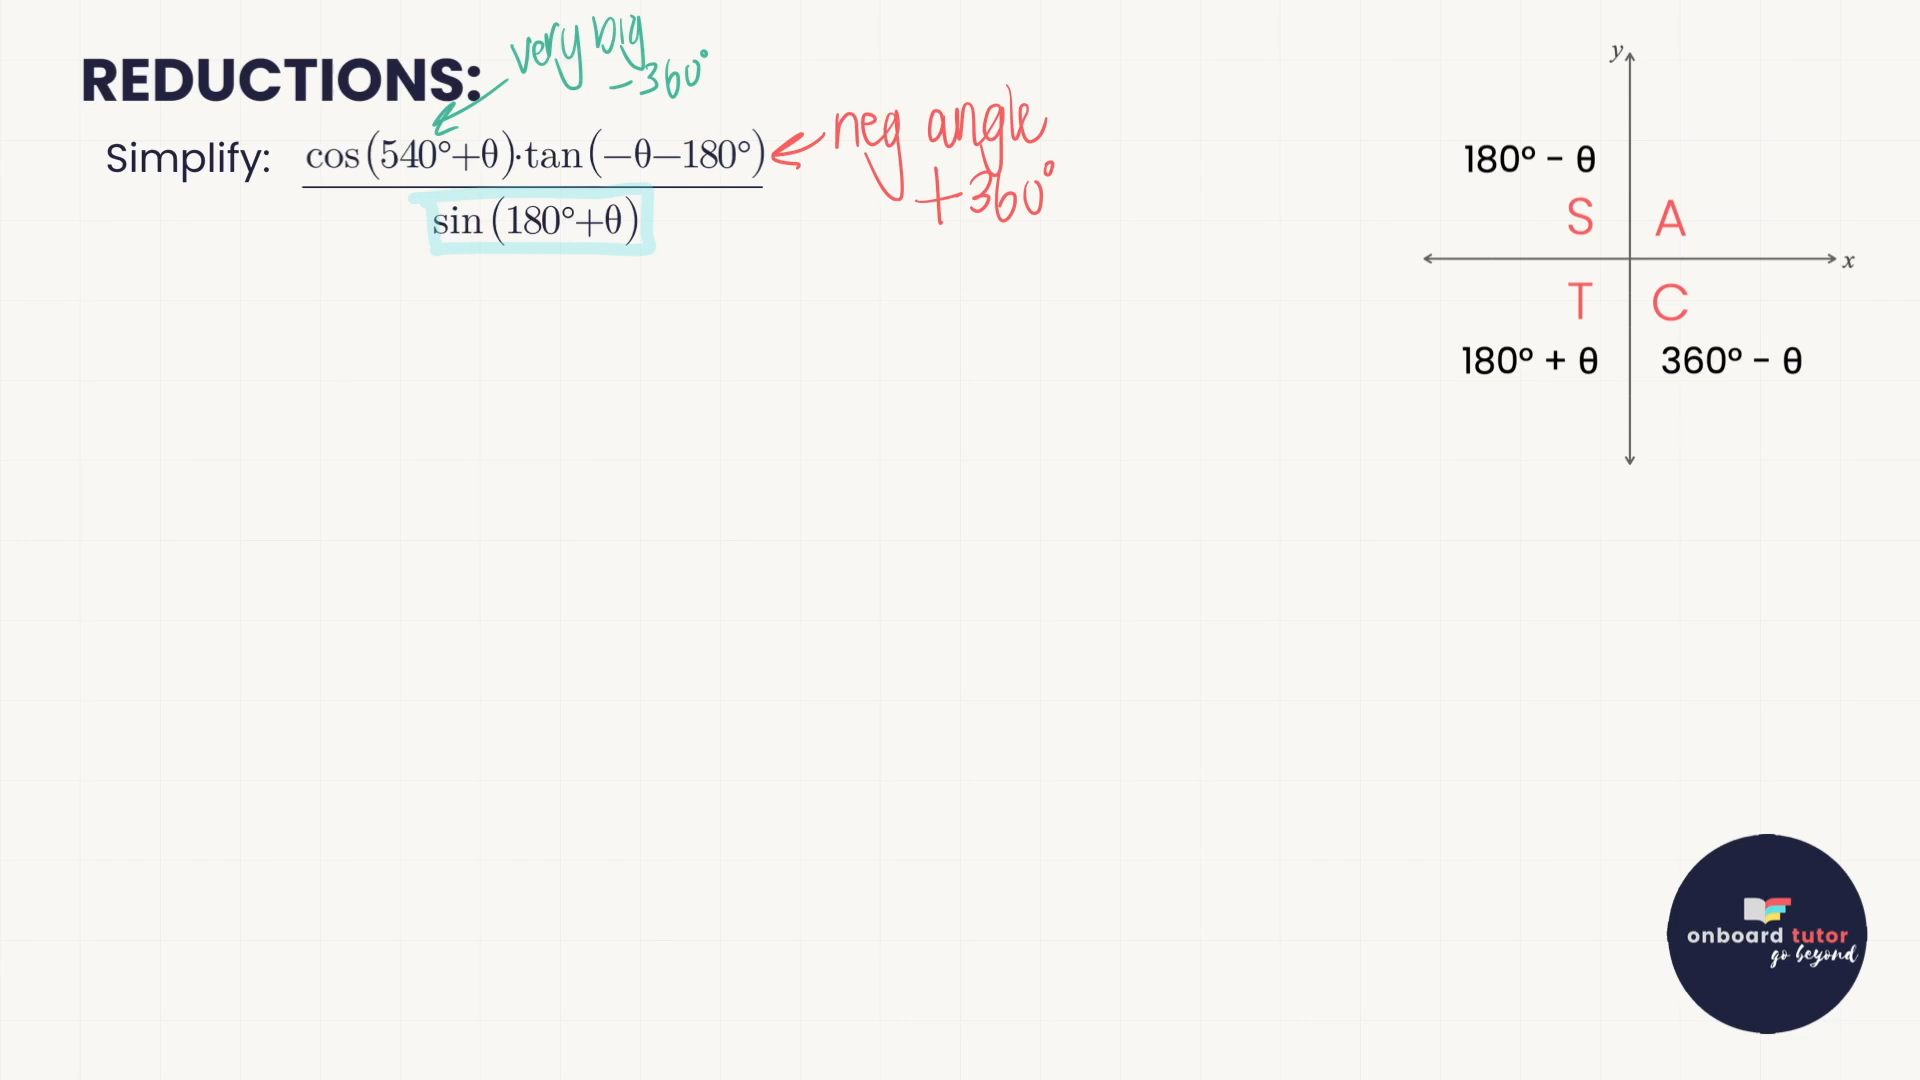 REDUCTIONS:
very big
-360°
Simplify: cos(540°+θ)·tan(−θ−180°)
sin(180°+θ)
neg angle
+360°
y
180° - θ
S A
x
T C
180° + θ 360° - θ
onboard tutor
go beyond